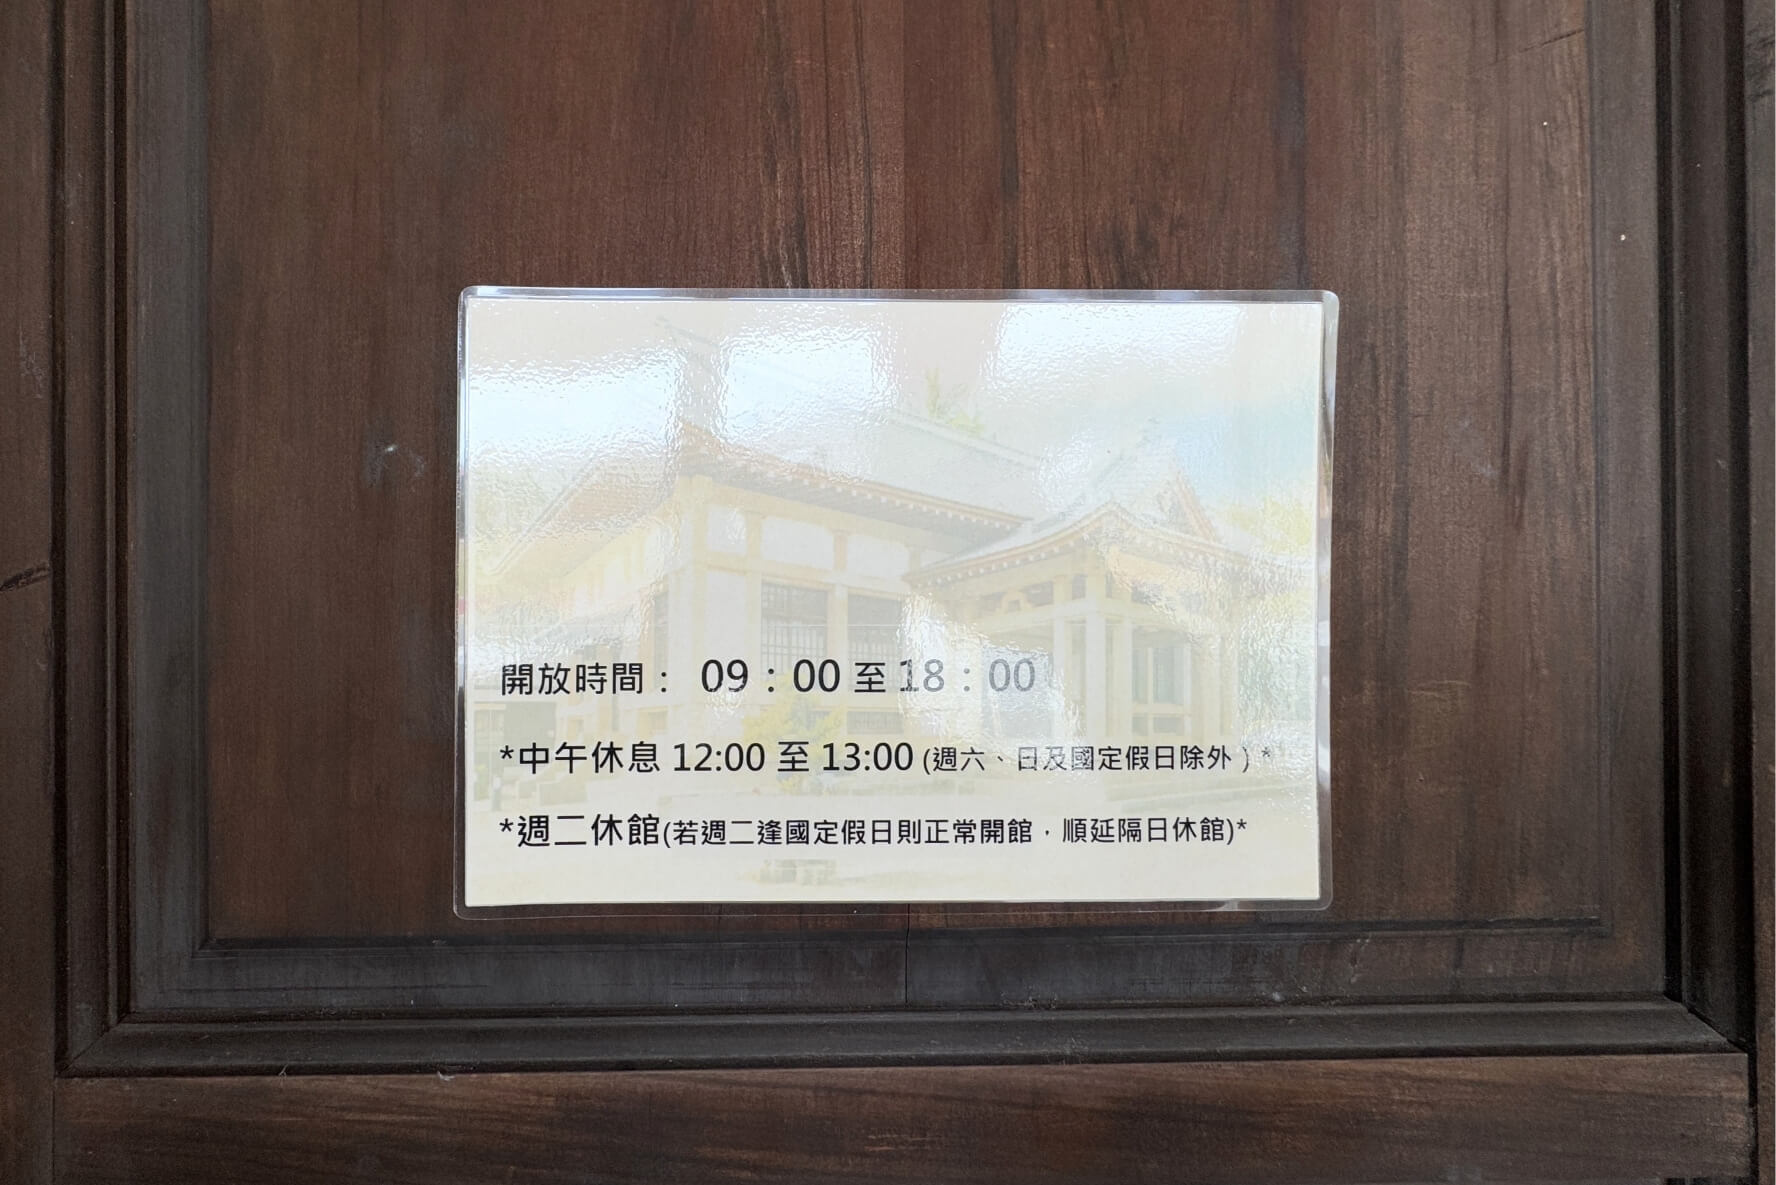 開放時間： 09：00 至 18：00
*中午休息 12:00 至 13:00 (週六、日及國定假日除外）*
*週二休館(若週二逢國定假日則正常開館，順延隔日休館)*